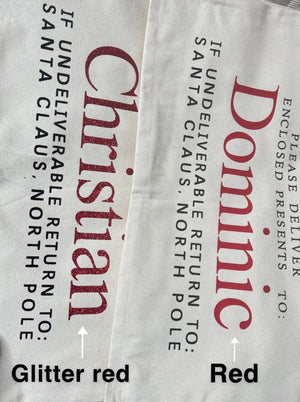 PLEASE DELIVER
ENCLOSED PRESENTS TO:
Dominic
IF UNDELIVERABLE RETURN TO:
SANTA CLAUS, NORTH POLE
Christian
IF UNDELIVERABLE RETURN TO:
SANTA CLAUS, NORTH POLE
Glitter red
Red